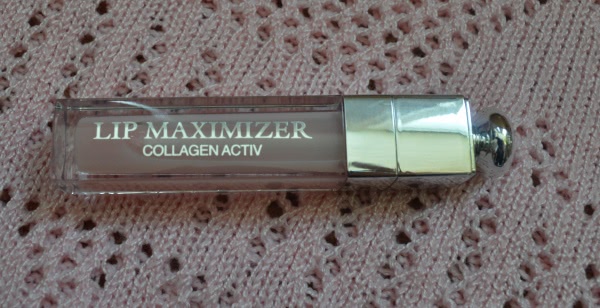 LIP MAXIMIZER
COLLAGEN ACTIV